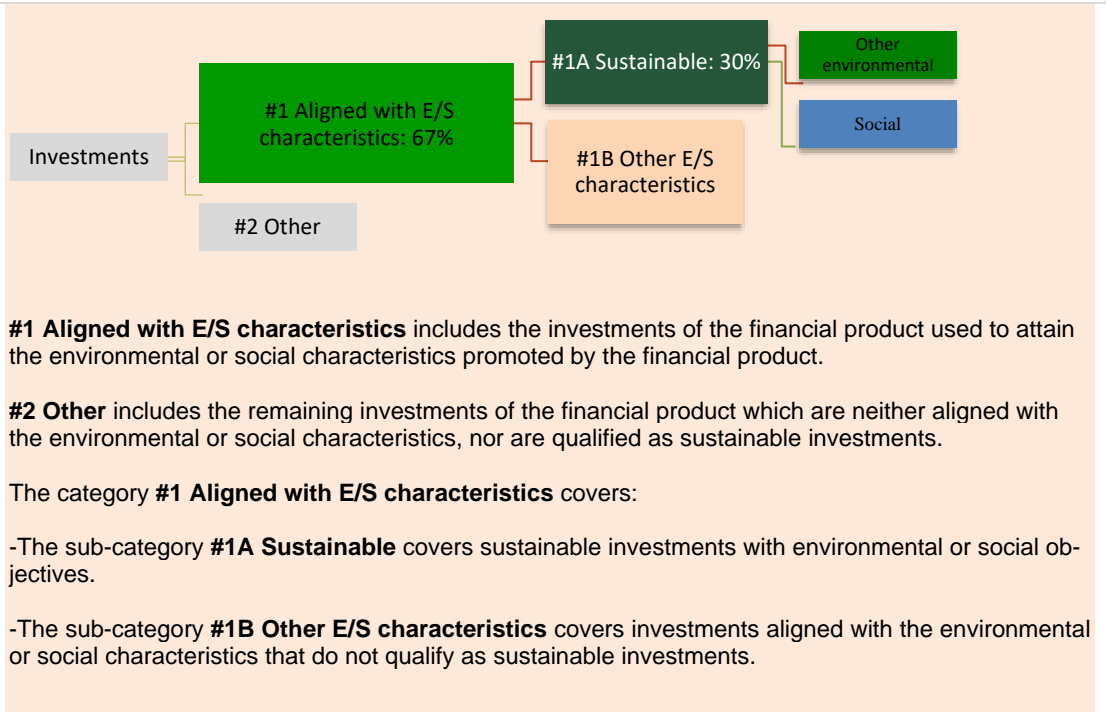 Other
environmental
#1A Sustainable: 30%
#1 Aligned with E/S
characteristics: 67%
Social
Investments
#1B Other E/S
characteristics
#2 Other
#1 Aligned with E/S characteristics includes the investments of the financial product used to attain
the environmental or social characteristics promoted by the financial product.
#2 Other includes the remaining investments of the financial product which are neither aligned with
the environmental or social characteristics, nor are qualified as sustainable investments.
The category #1 Aligned with E/S characteristics covers:
-The sub-category #1A Sustainable covers sustainable investments with environmental or social ob-
jectives.
-The sub-category #1B Other E/S characteristics covers investments aligned with the environmental
or social characteristics that do not qualify as sustainable investments.